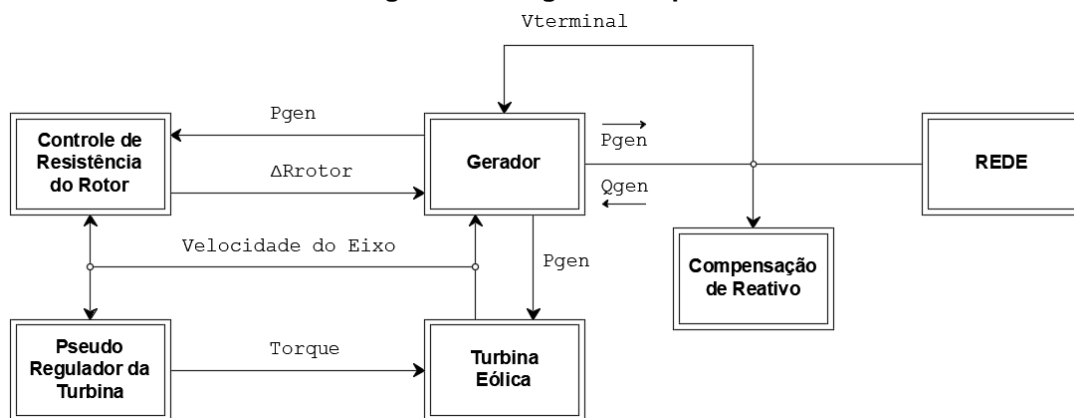 Vterminal
Pgen
Controle de
Resistência
do Rotor
ΔRrotor
Gerador
Pgen
Qgen
REDE
Velocidade do Eixo
Pgen
Compensação
de Reativo
Pseudo
Regulador da
Turbina
Torque
Turbina
Eólica